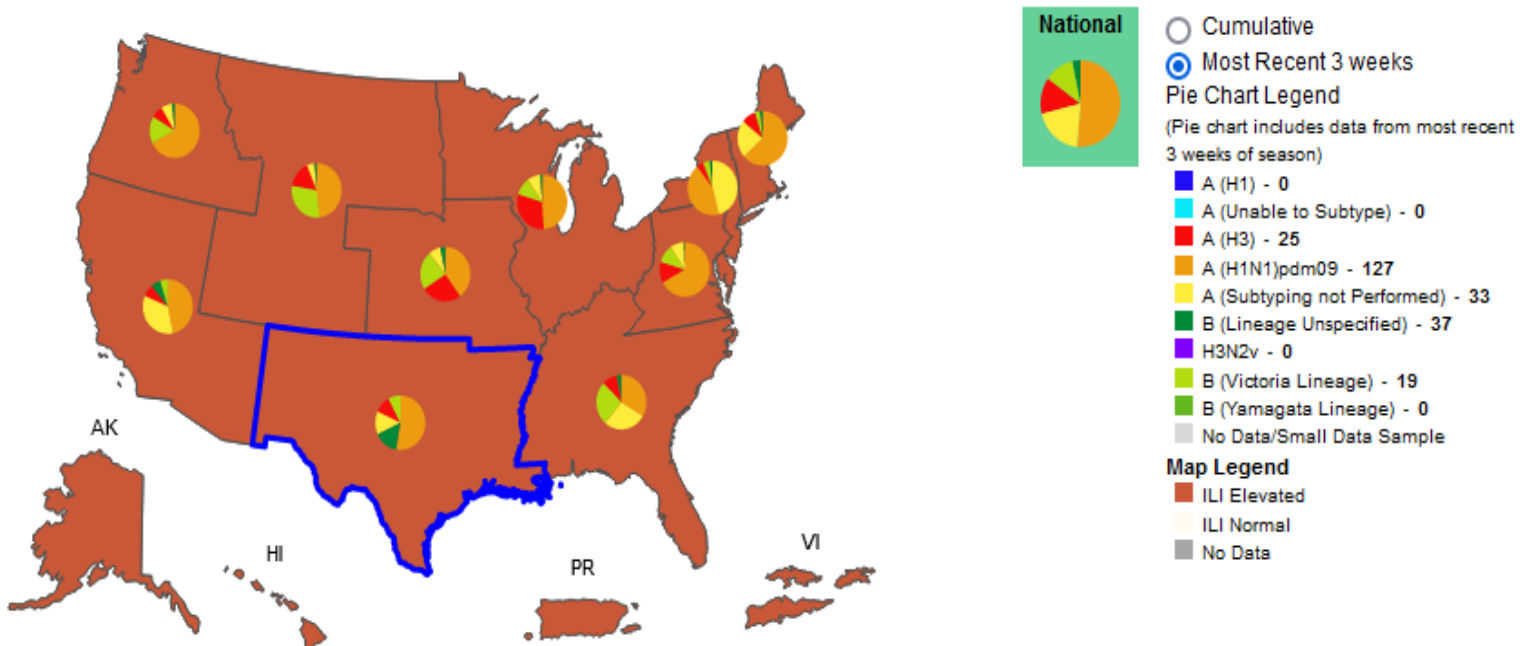 National
Cumulative
Most Recent 3 weeks
Pie Chart Legend
(Pie chart includes data from most recent
3 weeks of season)
A (H1) - 0
A (Unable to Subtype) - 0
A (H3) - 25
A (H1N1)pdm09 - 127
A (Subtyping not Performed) - 33
B (Lineage Unspecified) - 37
H3N2v - 0
B (Victoria Lineage) - 19
B (Yamagata Lineage) - 0
No Data/Small Data Sample
Map Legend
ILI Elevated
ILI Normal
No Data
AK
HI
PR
VI